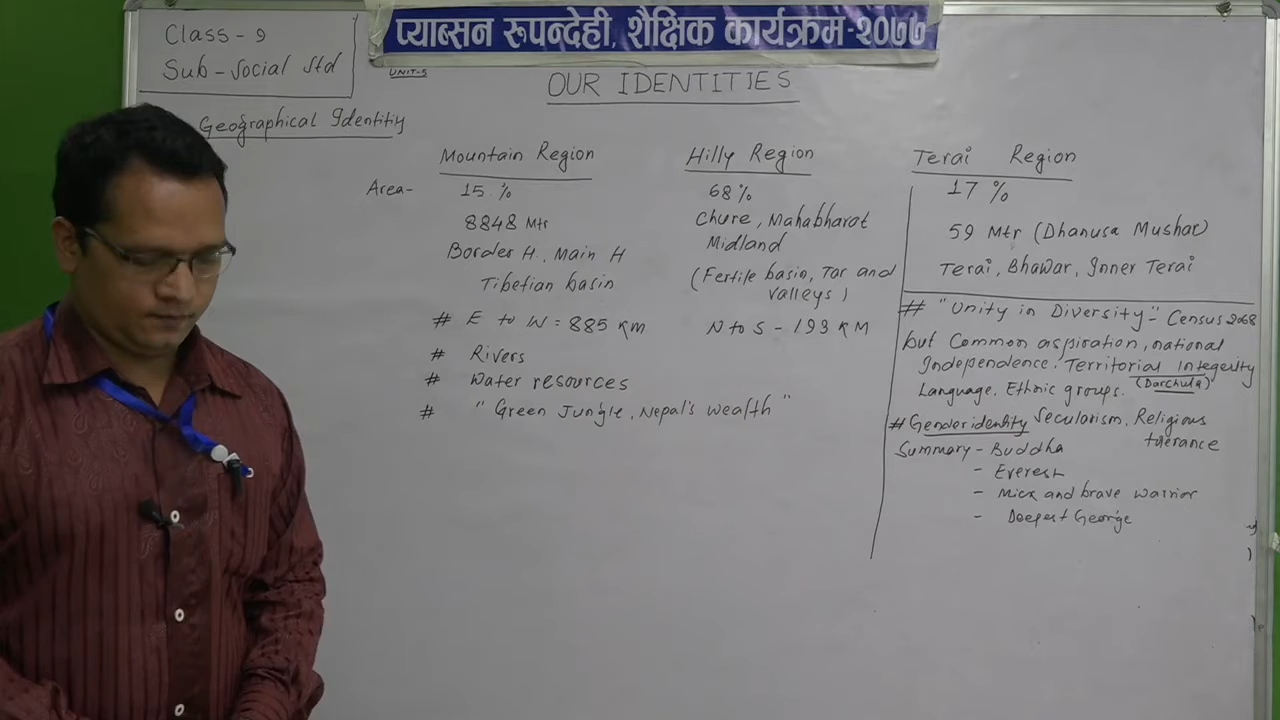 Class - 9
Sub - Social Std
प्याब्सन रुपन्देही, शैक्षिक कार्यक्रम-२०७७
UNIT-5
OUR IDENTITIES
Geographical Identitiy
Mountain Region
Area- 15 %
8848 Mtr
Border H, Main H
Tibetian basin
# E to W = 885 KM
# Rivers
# Water resources
# " Green Jungle, Nepal's wealth "
Hilly Region
68%
Chure, Mahabharat
Midland
(Fertile basin, Tar and
valleys)
N to S - 193 KM
Terai Region
17 %
59 Mtr (Dhanusa Mushar)
Terai, Bhawar, Inner Terai
# "Unity in Diversity" - Census 2068
but Common aspiration, national
Independence. Territorial Integrity
Language, Ethnic groups. (Darchula)
# Gender identity Secularism, Religious
tolerance
Summary - Buddha
- Everest
- and brave warrior
- Deepest George